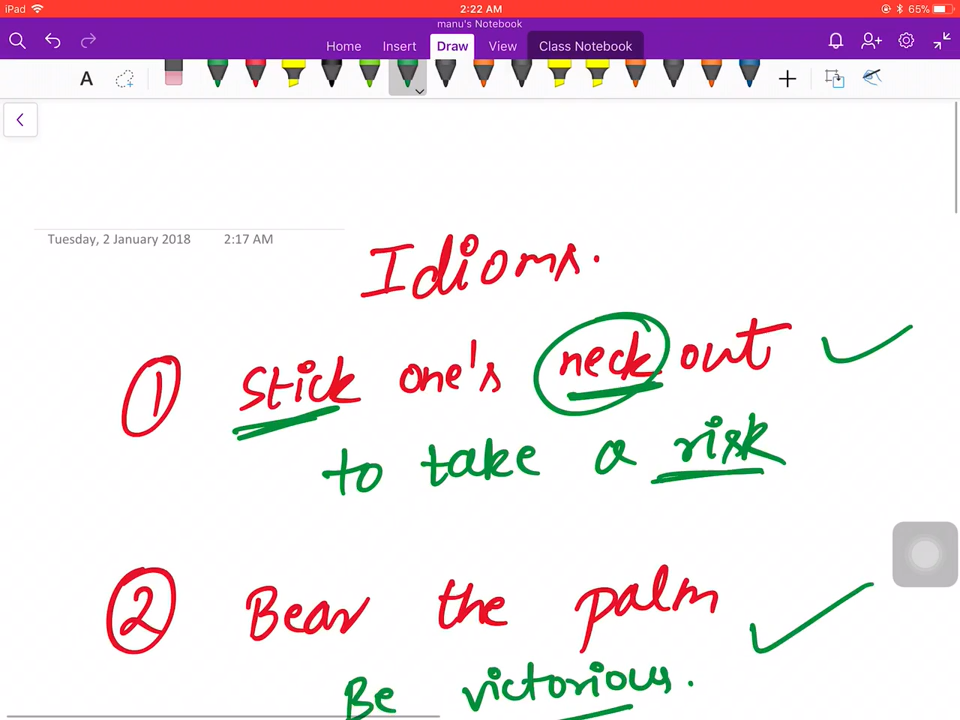 iPad 2:22 AM 65%
manu's Notebook
Home Insert Draw View Class Notebook
A
Tuesday, 2 January 2018 2:17 AM
Idioms.
1 Stick one's neck out
to take a risk
2 Bear the palm
Be victorious.